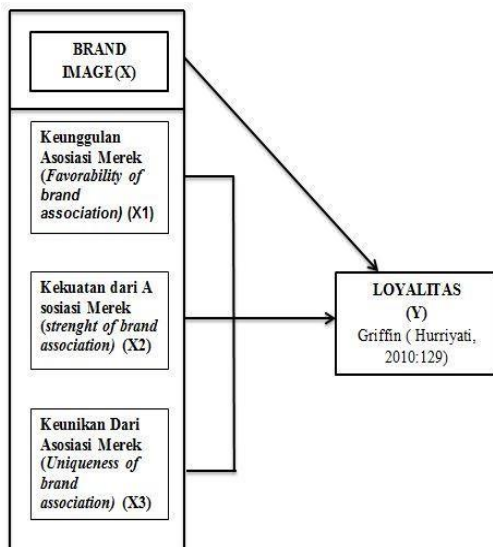 BRAND
IMAGE(X)
Keunggulan
Asosiasi Merek
(Favorability of
brand
association) (X1)
Kekuatan dari A
sosiasi Merek
(strenght of brand
association) (X2)
Keunikan Dari
Asosiasi Merek
(Uniqueness of
brand
association) (X3)
LOYALITAS
(Y)
Griffin ( Hurriyati,
2010:129)